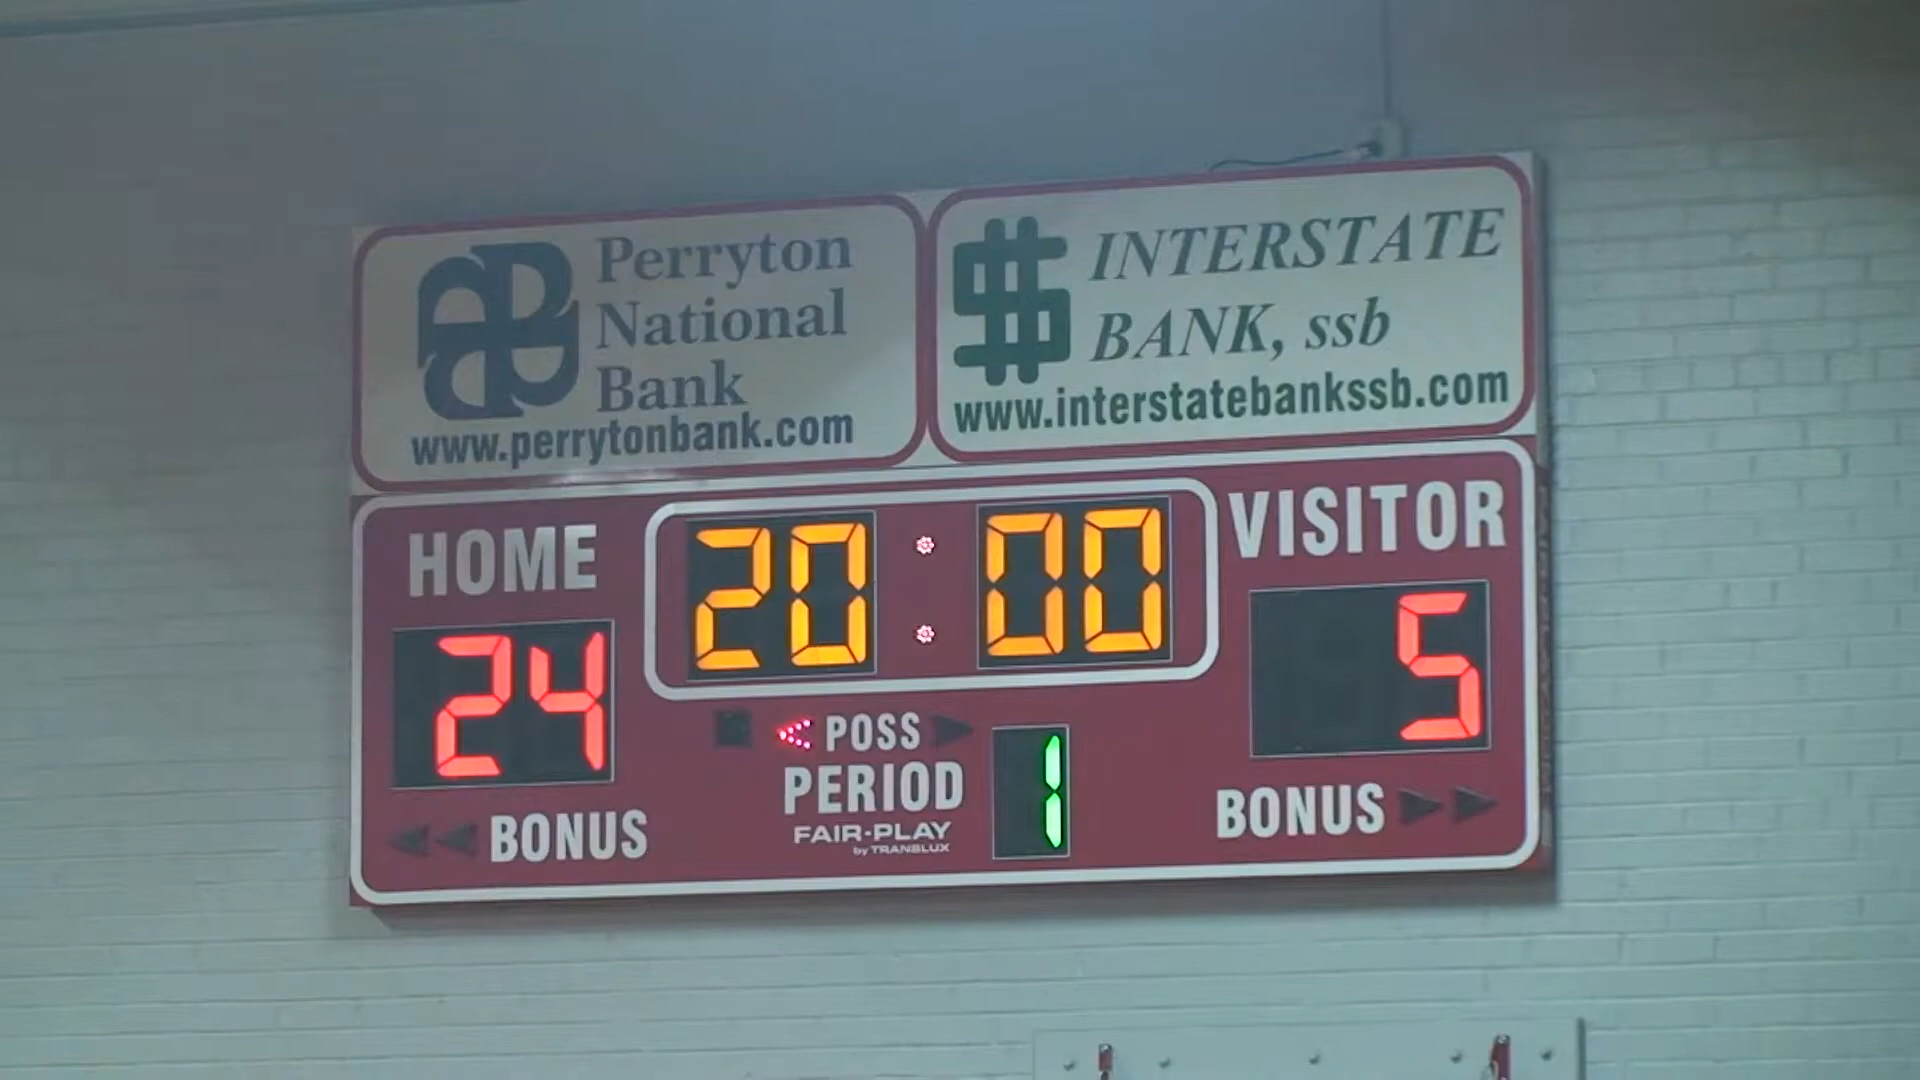 Perryton
National
Bank
www.perrytonbank.com
INTERSTATE
BANK, ssb
www.interstatebankssb.com
HOME
20:00
VISITOR
24
5
POSS
PERIOD
1
FAIR-PLAY
by TRANSLUX
BONUS
BONUS